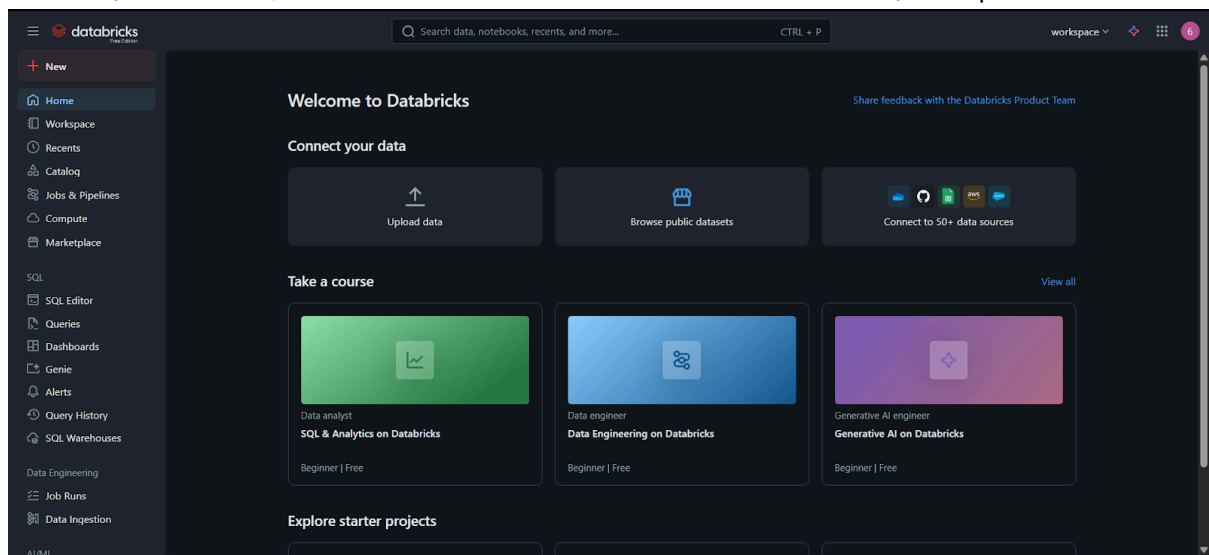 databricks
Free Edition
Search data, notebooks, recents, and more...
CTRL + P
workspace
6
New
Home
Workspace
Recents
Catalog
Jobs & Pipelines
Compute
Marketplace
SQL
SQL Editor
Queries
Dashboards
Genie
Alerts
Query History
SQL Warehouses
Data Engineering
Job Runs
Data Ingestion
AI/ML
Welcome to Databricks
Share feedback with the Databricks Product Team
Connect your data
Upload data
Browse public datasets
aws
Connect to 50+ data sources
Take a course
View all
Data analyst
SQL & Analytics on Databricks
Beginner | Free
Data engineer
Data Engineering on Databricks
Beginner | Free
Generative AI engineer
Generative AI on Databricks
Beginner | Free
Explore starter projects